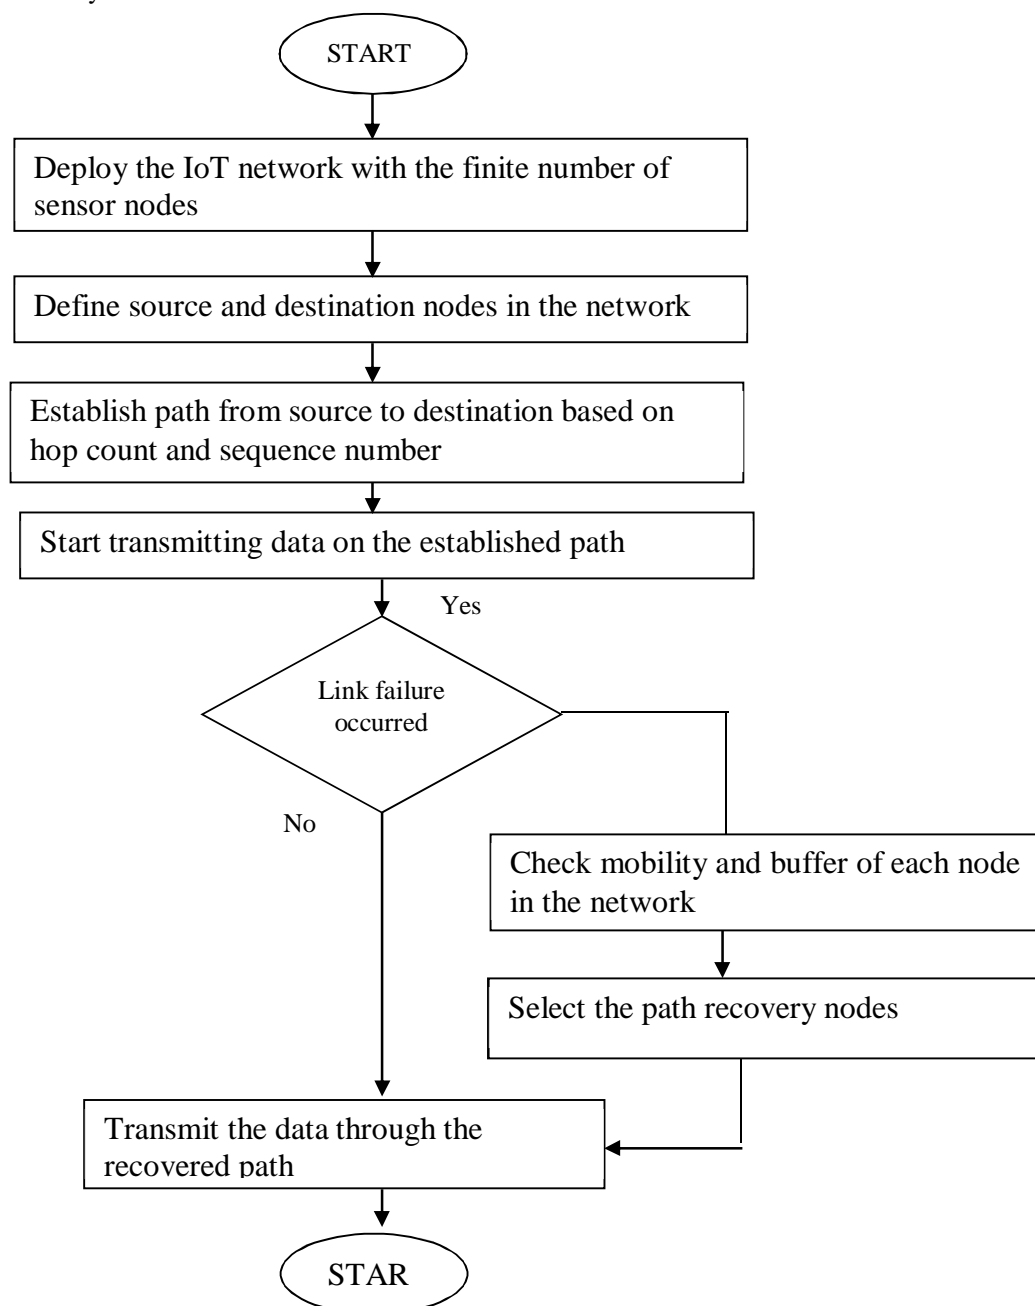 START
Deploy the IoT network with the finite number of
sensor nodes
Define source and destination nodes in the network
Establish path from source to destination based on
hop count and sequence number
Start transmitting data on the established path
Yes
Link failure
occurred
No
Check mobility and buffer of each node
in the network
Select the path recovery nodes
Transmit the data through the
recovered path
STAR